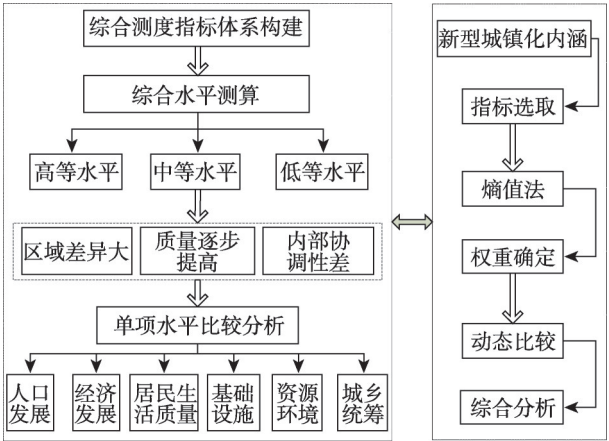 综合测度指标体系构建
综合水平测算
高等水平
中等水平
低等水平
区域差异大
质量逐步
提高
内部协
调性差
单项水平比较分析
人口
发展
经济
发展
居民生
活质量
基础
设施
资源
环境
城乡
统筹
新型城镇化内涵
指标选取
熵值法
权重确定
动态比较
综合分析